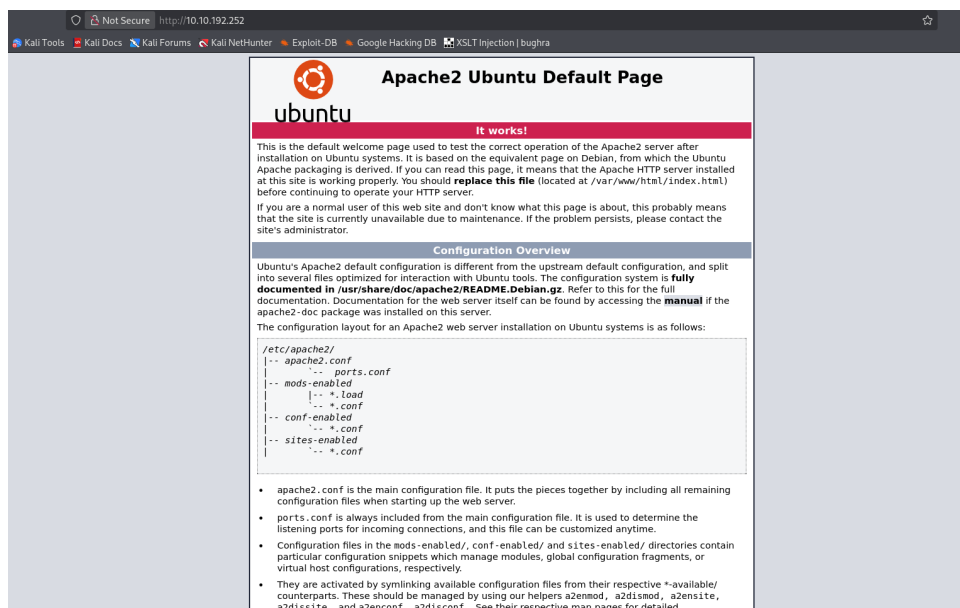 Not Secure http://10.10.192.252
Kali Tools Kali Docs Kali Forums Kali NetHunter Exploit-DB Google Hacking DB XSLT Injection | bughra
ubuntu
Apache2 Ubuntu Default Page
It works!
This is the default welcome page used to test the correct operation of the Apache2 server after
installation on Ubuntu systems. It is based on the equivalent page on Debian, from which the Ubuntu
Apache packaging is derived. If you can read this page, it means that the Apache HTTP server installed
at this site is working properly. You should replace this file (located at /var/www/html/index.html)
before continuing to operate your HTTP server.
If you are a normal user of this web site and don't know what this page is about, this probably means
that the site is currently unavailable due to maintenance. If the problem persists, please contact the
site's administrator.
Configuration Overview
Ubuntu's Apache2 default configuration is different from the upstream default configuration, and split
into several files optimized for interaction with Ubuntu tools. The configuration system is fully
documented in /usr/share/doc/apache2/README.Debian.gz. Refer to this for the full
documentation. Documentation for the web server itself can be found by accessing the manual if the
apache2-doc package was installed on this server.
The configuration layout for an Apache2 web server installation on Ubuntu systems is as follows:
/etc/apache2/
|-- apache2.conf
|       `--  ports.conf
|-- mods-enabled
|       |-- *.load
|       `-- *.conf
|-- conf-enabled
|       `-- *.conf
|-- sites-enabled
|       `-- *.conf
• apache2.conf is the main configuration file. It puts the pieces together by including all remaining
configuration files when starting up the web server.
• ports.conf is always included from the main configuration file. It is used to determine the
listening ports for incoming connections, and this file can be customized anytime.
• Configuration files in the mods-enabled/, conf-enabled/ and sites-enabled/ directories contain
particular configuration snippets which manage modules, global configuration fragments, or
virtual host configurations, respectively.
• They are activated by symlinking available configuration files from their respective *-available/
counterparts. These should be managed by using our helpers a2enmod, a2dismod, a2ensite,
a2dissite, and a2enconf, a2disconf. See their respective man pages for detailed